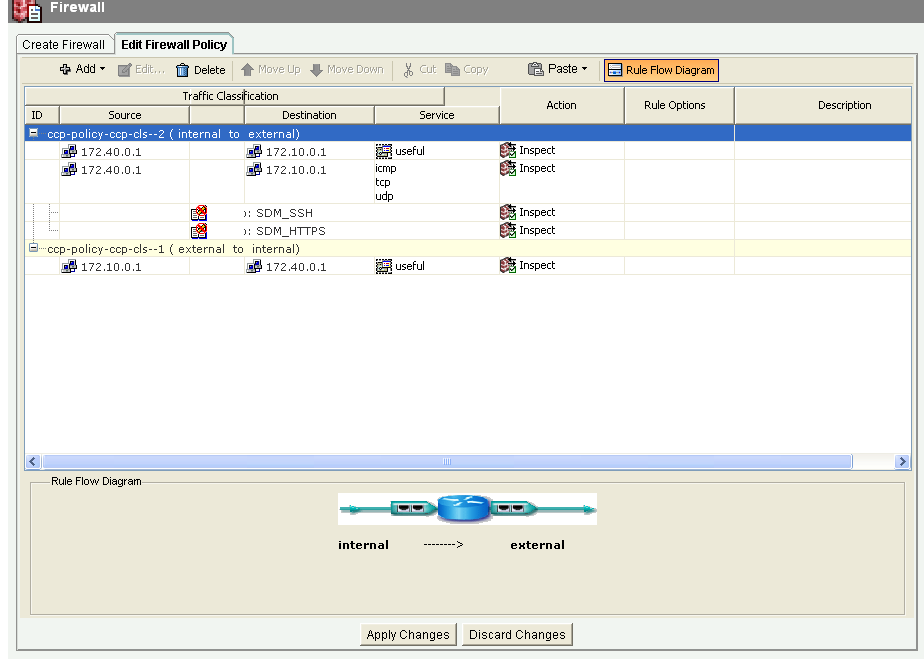 Firewall
Create Firewall Edit Firewall Policy
Add Edit... Delete Move Up Move Down Cut Copy Paste Rule Flow Diagram
Traffic Classification
ID Source Destination Service Action Rule Options Description
ccp-policy-ccp-cls--2 ( internal to external)
172.40.0.1 172.10.0.1 useful Inspect
172.40.0.1 172.10.0.1 icmp Inspect
tcp
udp
): SDM_SSH Inspect
): SDM_HTTPS Inspect
ccp-policy-ccp-cls--1 ( external to internal)
172.10.0.1 172.40.0.1 useful Inspect
Rule Flow Diagram
internal --------> external
Apply Changes Discard Changes